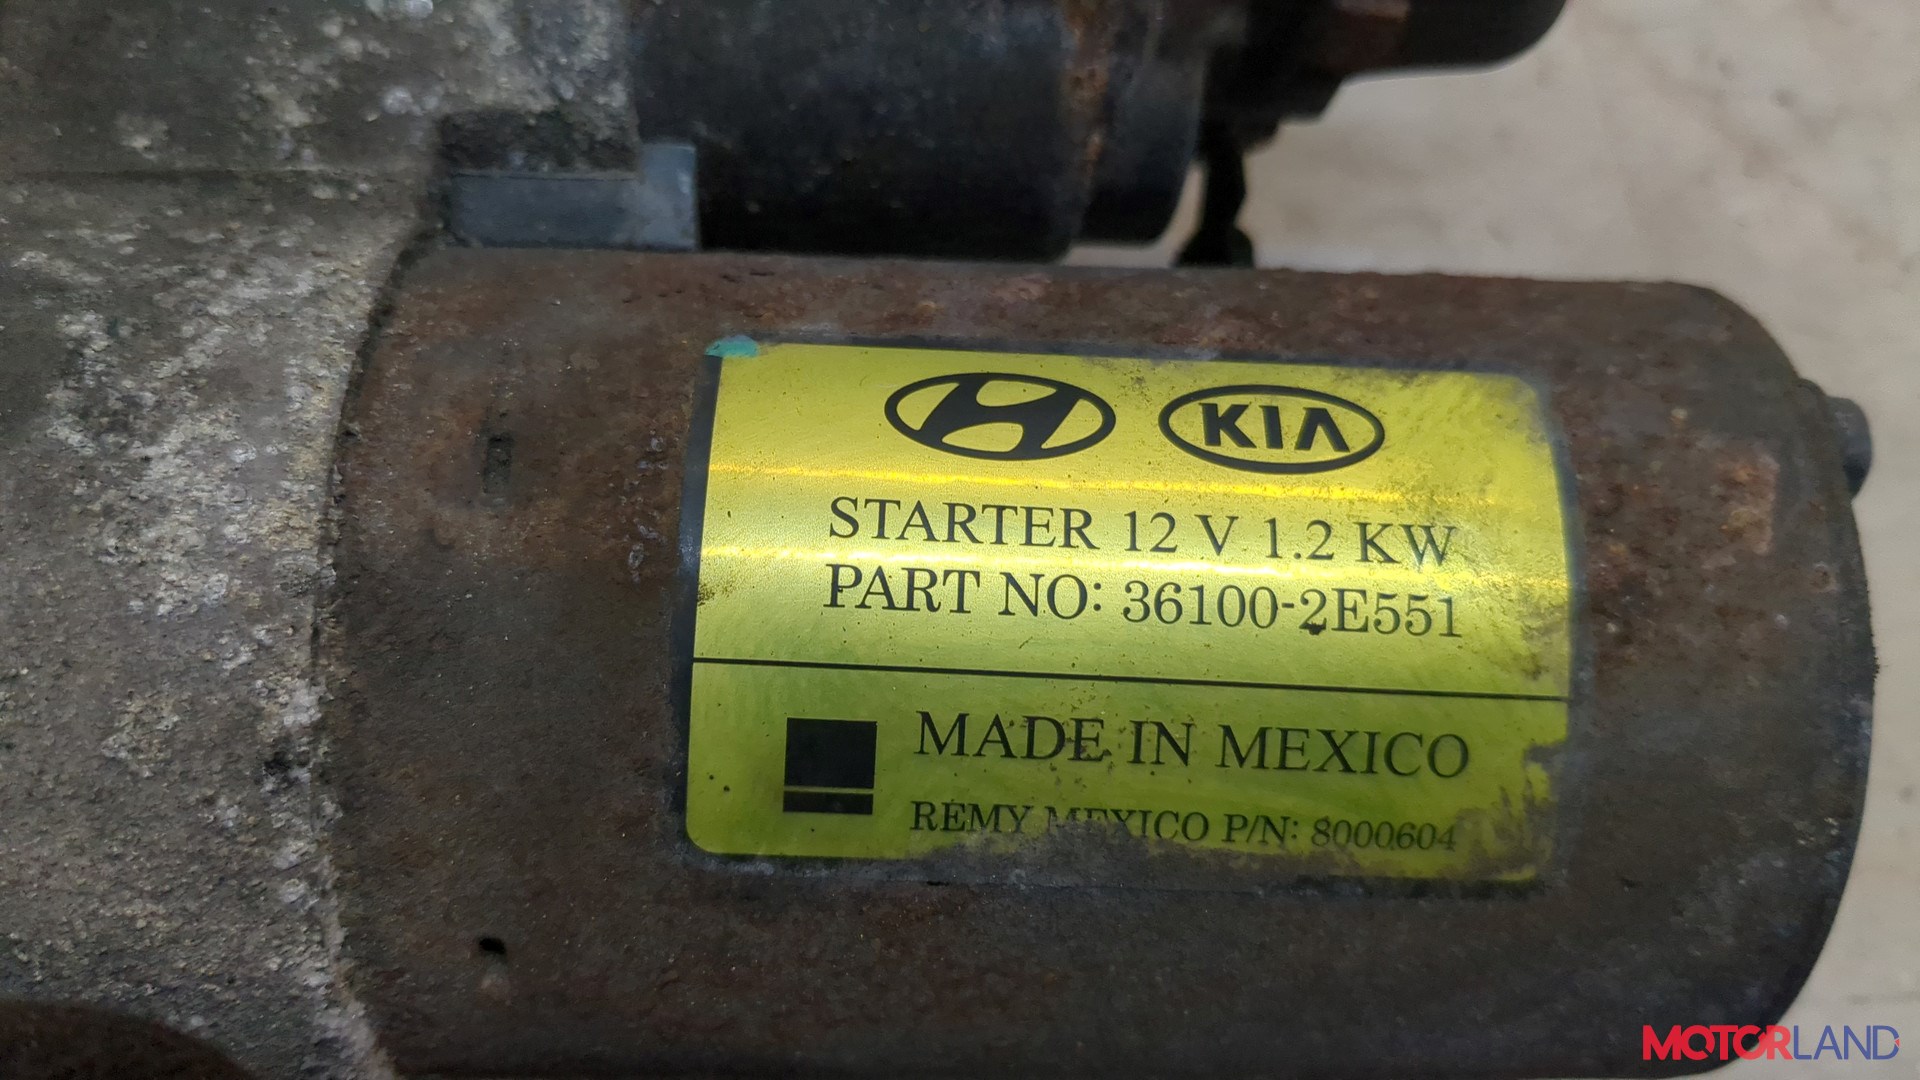 KIA
STARTER 12 V 1.2 KW
PART NO: 36100-2E551
MADE IN MEXICO
REMY MEXICO P/N: 8000604
MOTORLAND